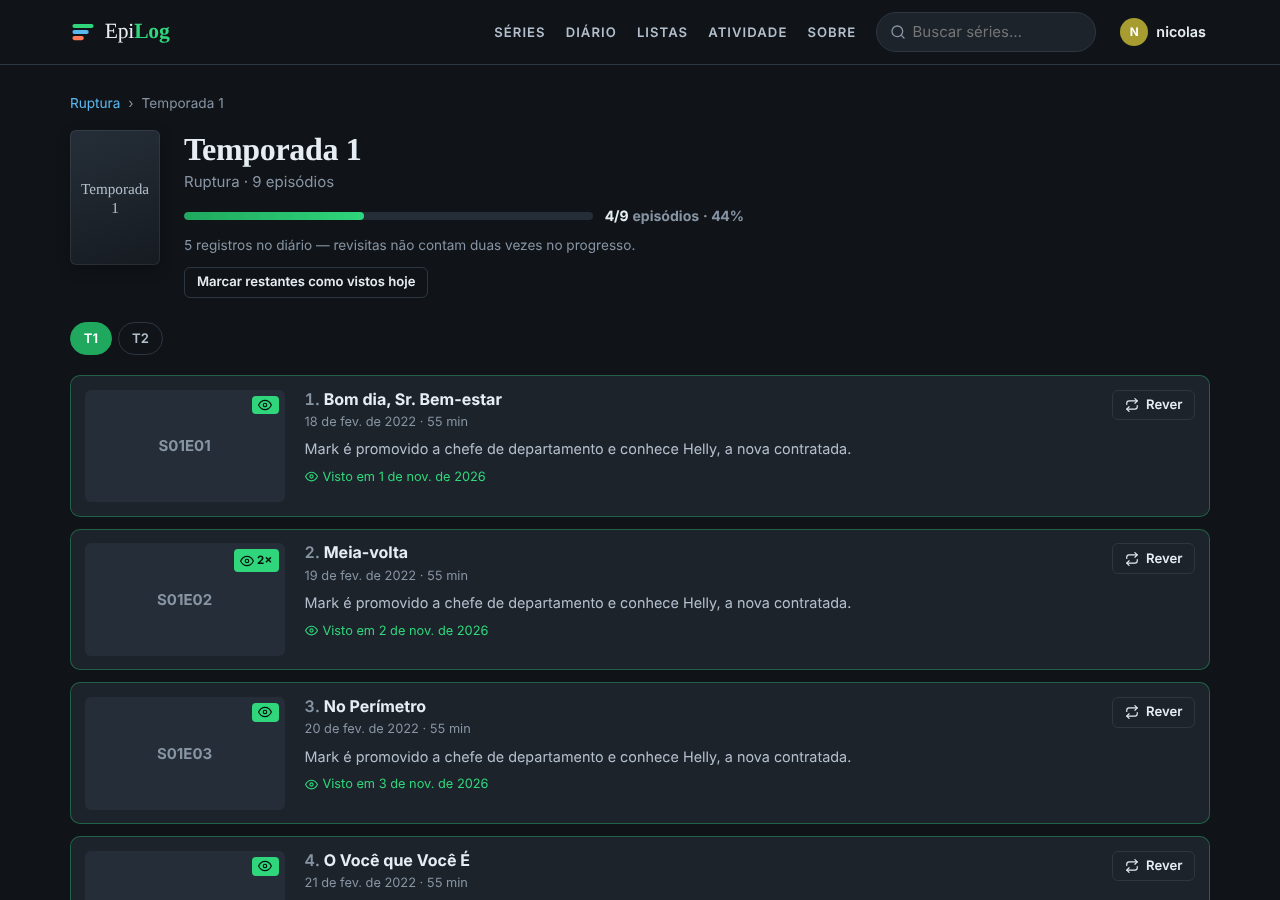 EpiLog
SÉRIES DIÁRIO LISTAS ATIVIDADE SOBRE
Buscar séries...
N nicolas
Ruptura › Temporada 1
Temporada
1
Temporada 1
Ruptura · 9 episódios
4/9 episódios · 44%
5 registros no diário — revisitas não contam duas vezes no progresso.
Marcar restantes como vistos hoje
T1 T2
S01E01
1. Bom dia, Sr. Bem-estar
18 de fev. de 2022 · 55 min
Mark é promovido a chefe de departamento e conhece Helly, a nova contratada.
Visto em 1 de nov. de 2026
Rever
2×
S01E02
2. Meia-volta
19 de fev. de 2022 · 55 min
Mark é promovido a chefe de departamento e conhece Helly, a nova contratada.
Visto em 2 de nov. de 2026
Rever
S01E03
3. No Perímetro
20 de fev. de 2022 · 55 min
Mark é promovido a chefe de departamento e conhece Helly, a nova contratada.
Visto em 3 de nov. de 2026
Rever
4. O Você que Você É
21 de fev. de 2022 · 55 min
Rever